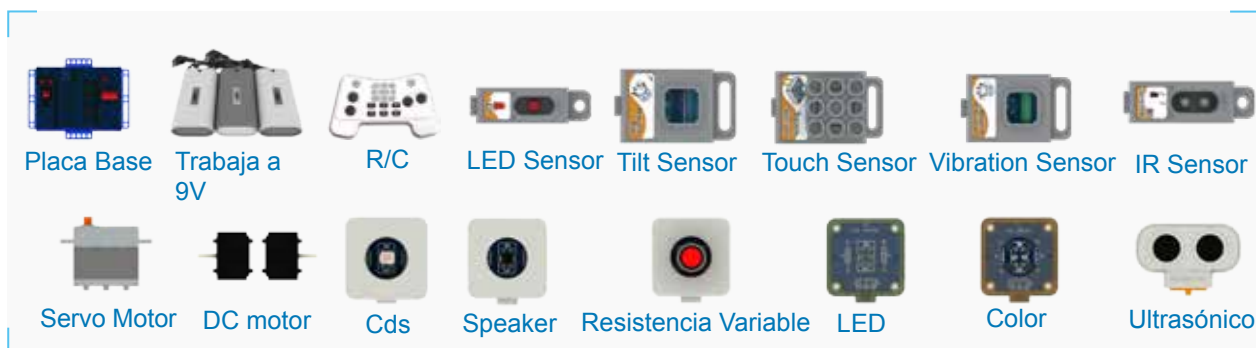 Placa Base
Trabaja a
9V
R/C
LED Sensor
Tilt Sensor
Touch Sensor
Vibration Sensor
IR Sensor
Servo Motor
DC motor
Cds
Speaker
Resistencia Variable
LED
Color
Ultrasónico